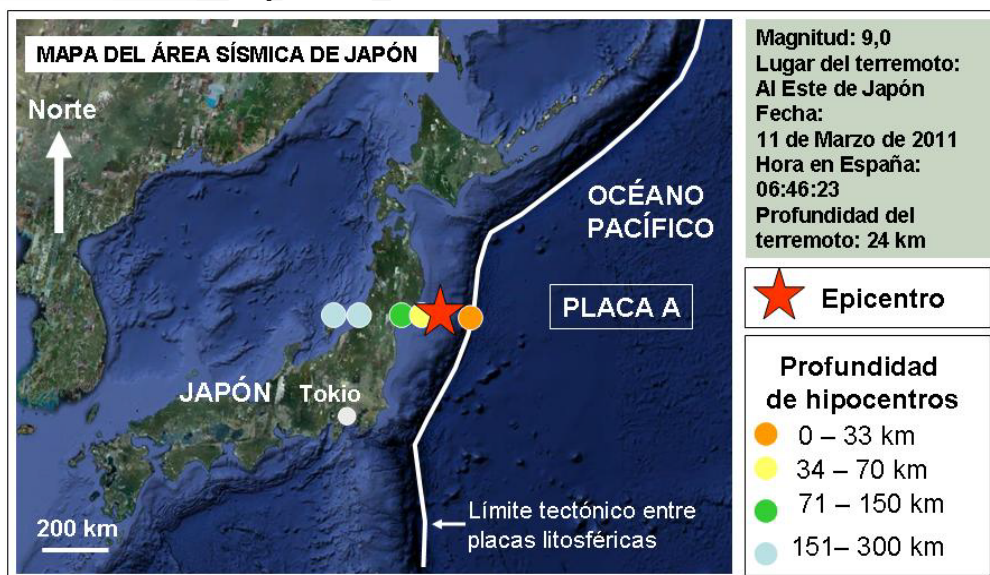 MAPA DEL ÁREA SÍSMICA DE JAPÓN
Norte
OCÉANO
PACÍFICO
PLACA A
JAPÓN
Tokio
200 km
Límite tectónico entre
placas litosféricas
Magnitud: 9,0
Lugar del terremoto:
Al Este de Japón
Fecha:
11 de Marzo de 2011
Hora en España:
06:46:23
Profundidad del
terremoto: 24 km
Epicentro
Profundidad
de hipocentros
0 – 33 km
34 – 70 km
71 – 150 km
151– 300 km